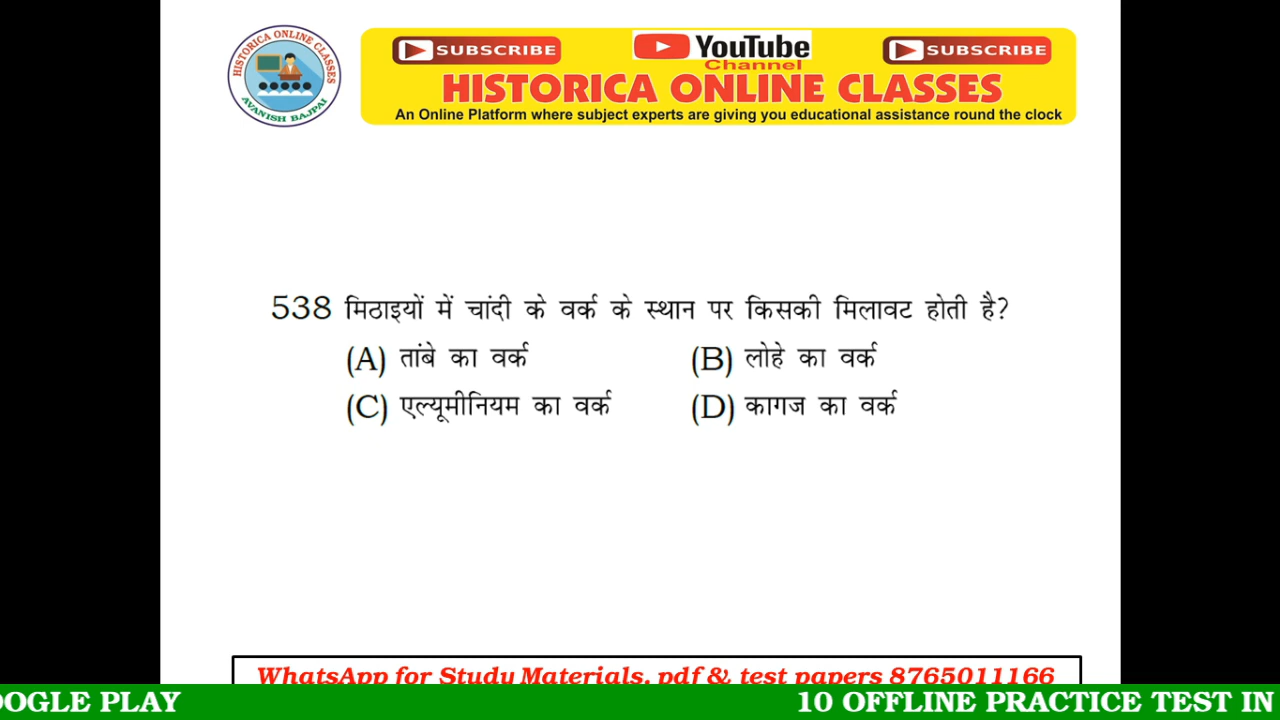 HISTORICA ONLINE CLASSES
AVANISH BAJPAI
SUBSCRIBE YouTube SUBSCRIBE
Channel
HISTORICA ONLINE CLASSES
An Online Platform where subject experts are giving you educational assistance round the clock
538 मिठाइयों में चांदी के वर्क के स्थान पर किसकी मिलावट होती है?
(A) तांबे का वर्क (B) लोहे का वर्क
(C) एल्यूमीनियम का वर्क (D) कागज का वर्क
WhatsApp for Study Materials, pdf & test papers 8765011166
OOGLE PLAY 10 OFFLINE PRACTICE TEST IN